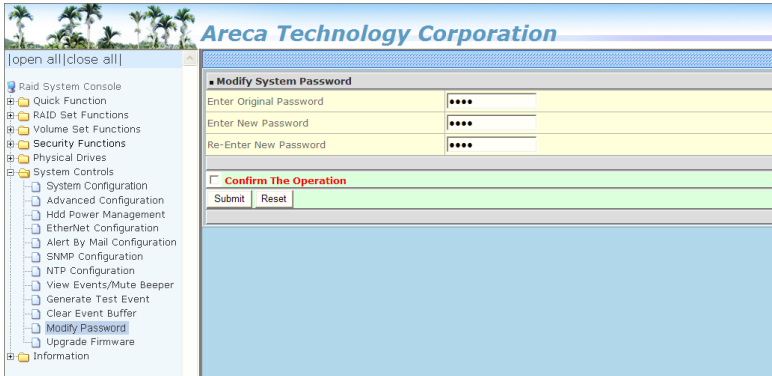 Areca Technology Corporation
|open all|close all|
Raid System Console
Quick Function
RAID Set Functions
Volume Set Functions
Security Functions
Physical Drives
System Controls
System Configuration
Advanced Configuration
Hdd Power Management
EtherNet Configuration
Alert By Mail Configuration
SNMP Configuration
NTP Configuration
View Events/Mute Beeper
Generate Test Event
Clear Event Buffer
Modify Password
Upgrade Firmware
Information
Modify System Password
Enter Original Password ••••
Enter New Password ••••
Re-Enter New Password ••••
Confirm The Operation
Submit Reset